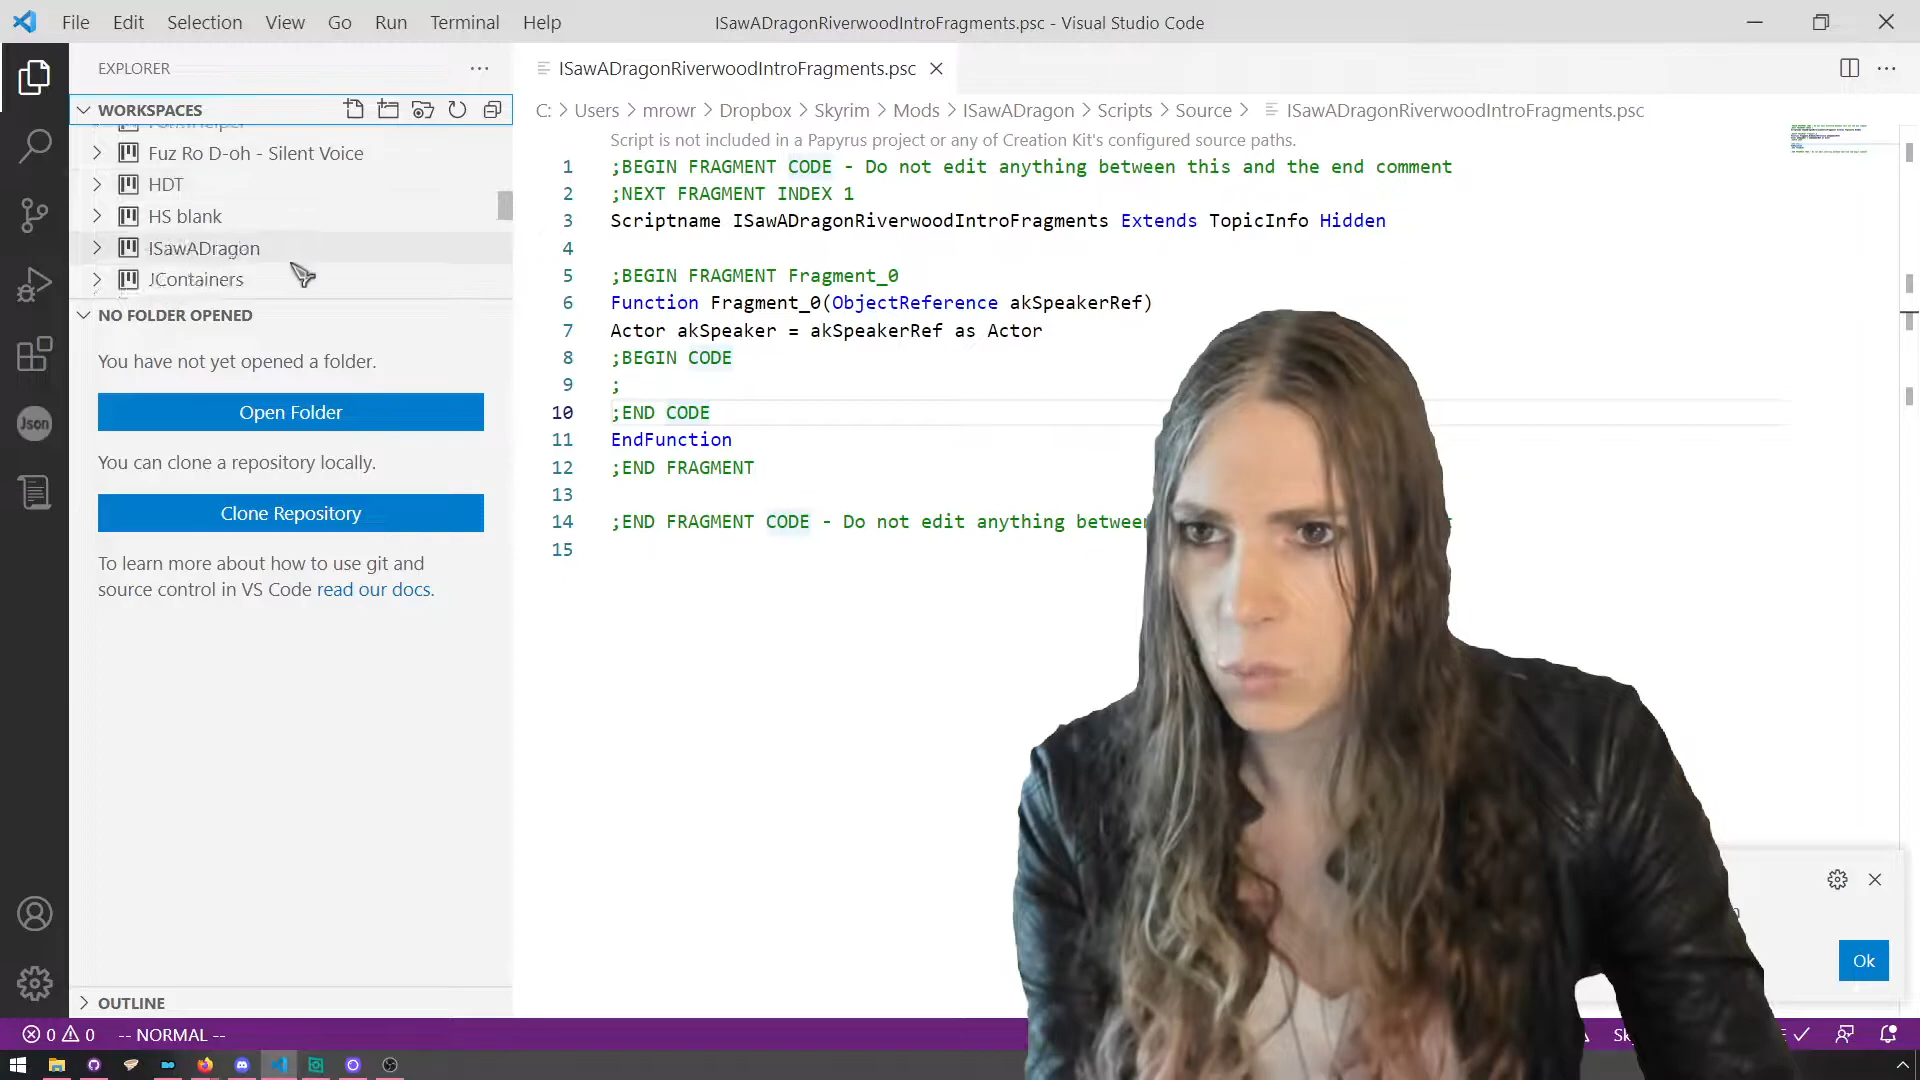 File Edit Selection View Go Run Terminal Help
ISawADragonRiverwoodIntroFragments.psc - Visual Studio Code
EXPLORER
ISawADragonRiverwoodIntroFragments.psc
WORKSPACES
C: > Users > mrowr > Dropbox > Skyrim > Mods > ISawADragon > Scripts > Source > ISawADragonRiverwoodIntroFragments.psc
Fuz Ro D-oh - Silent Voice
HDT
HS blank
ISawADragon
JContainers
NO FOLDER OPENED
You have not yet opened a folder.
Open Folder
You can clone a repository locally.
Clone Repository
To learn more about how to use git and
source control in VS Code read our docs.
OUTLINE
Script is not included in a Papyrus project or any of Creation Kit's configured source paths.
1 ;BEGIN FRAGMENT CODE - Do not edit anything between this and the end comment
2 ;NEXT FRAGMENT INDEX 1
3 Scriptname ISawADragonRiverwoodIntroFragments Extends TopicInfo Hidden
4
5 ;BEGIN FRAGMENT Fragment_0
6 Function Fragment_0(ObjectReference akSpeakerRef)
7 Actor akSpeaker = akSpeakerRef as Actor
8 ;BEGIN CODE
9 ;
10 ;END CODE
11 EndFunction
12 ;END FRAGMENT
13
14 ;END FRAGMENT CODE - Do not edit anything between
15
Ok
0 0 -- NORMAL --
Json